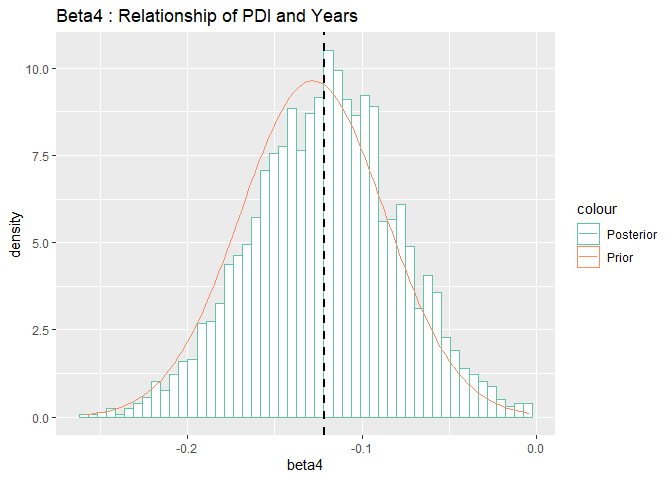 Beta4 : Relationship of PDI and Years
density
10.0
7.5
5.0
2.5
0.0
-0.2
-0.1
0.0
beta4
colour
Posterior
Prior